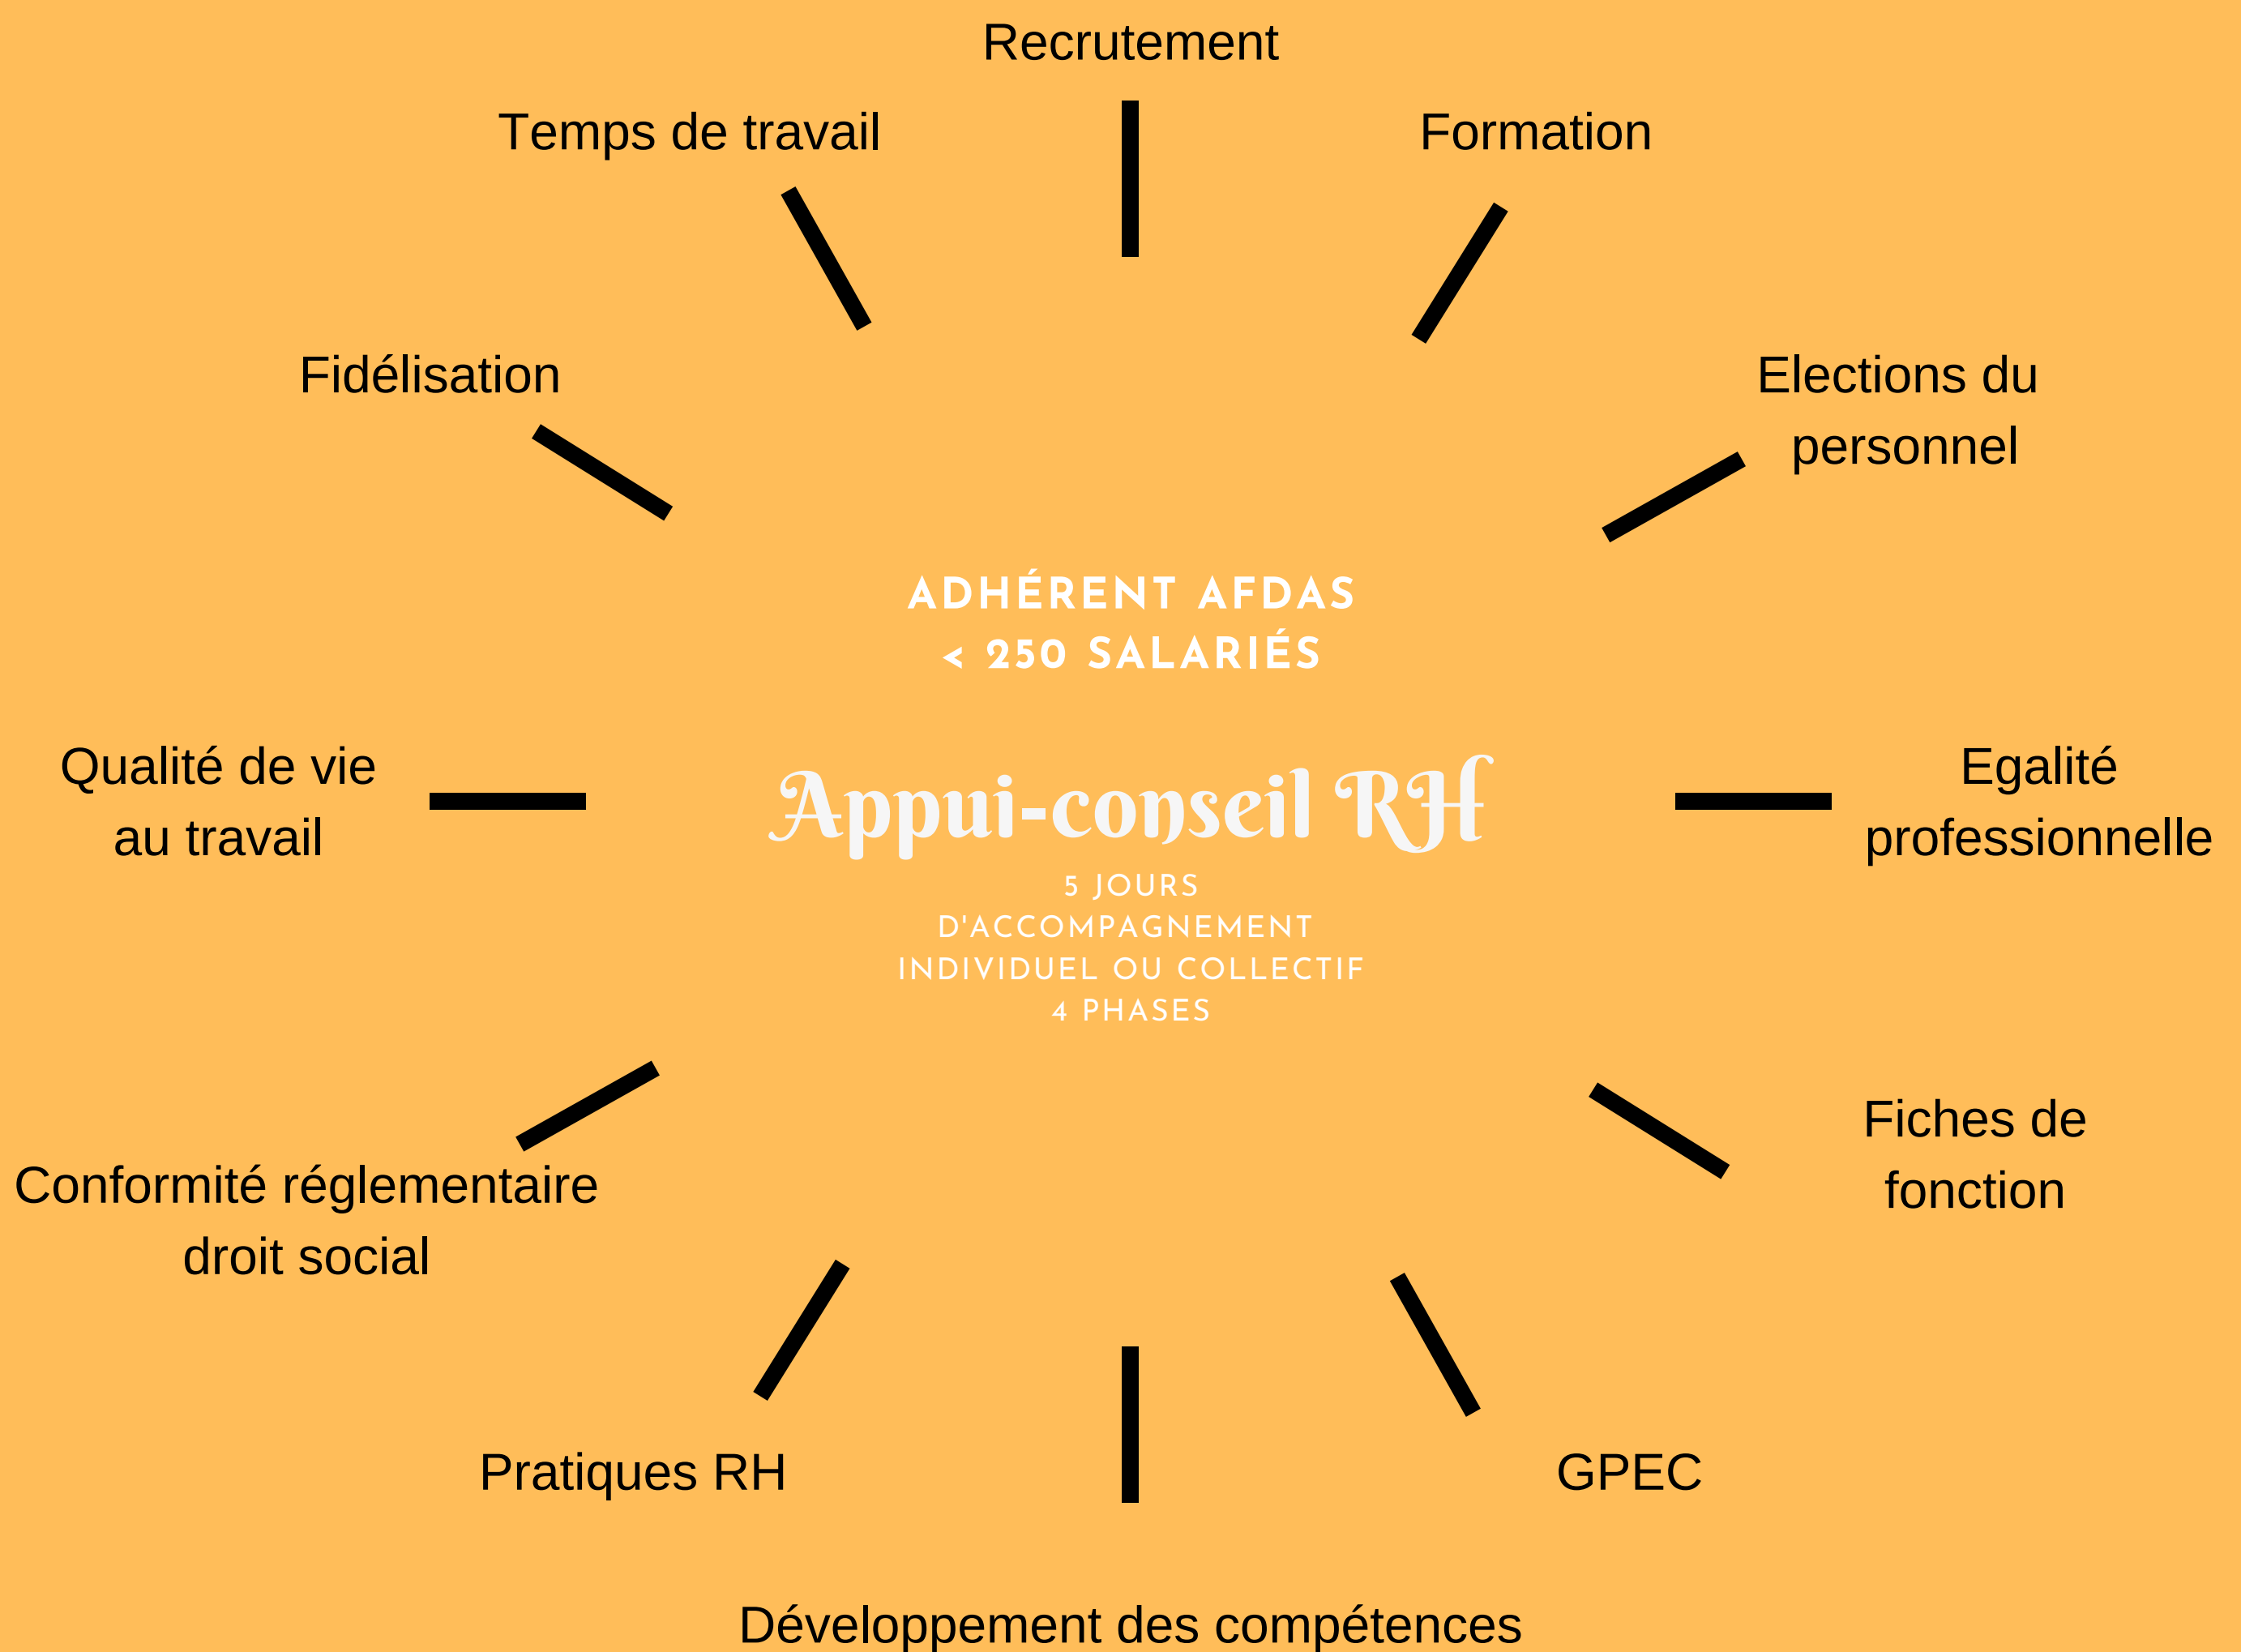 Recrutement
Temps de travail
Formation
Fidélisation
Elections du
personnel
ADHÉRENT AFDAS
< 250 SALARIÉS
Qualité de vie
au travail
Appui-conseil RH
Egalité
professionnelle
5 JOURS
D'ACCOMPAGNEMENT
INDIVIDUEL OU COLLECTIF
4 PHASES
Fiches de
fonction
Conformité réglementaire
droit social
Pratiques RH
GPEC
Développement des compétences